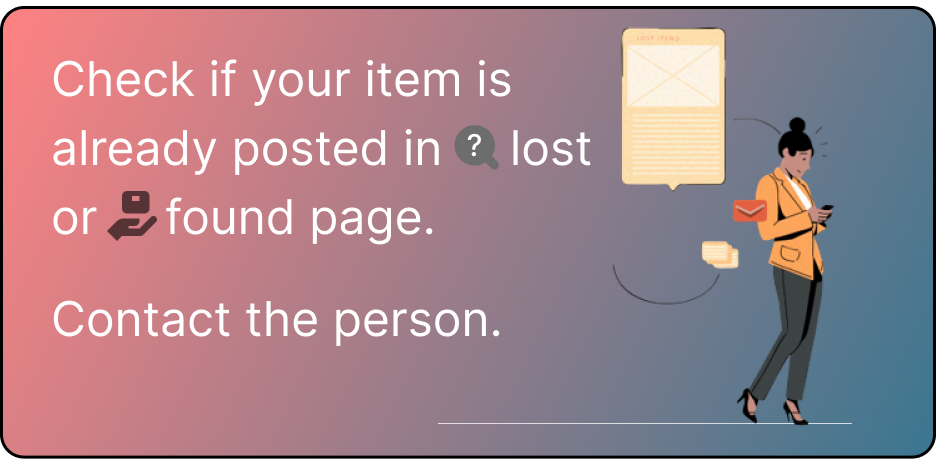 Check if your item is
already posted in ? lost
or found page.
Contact the person.
LOST ITEMS